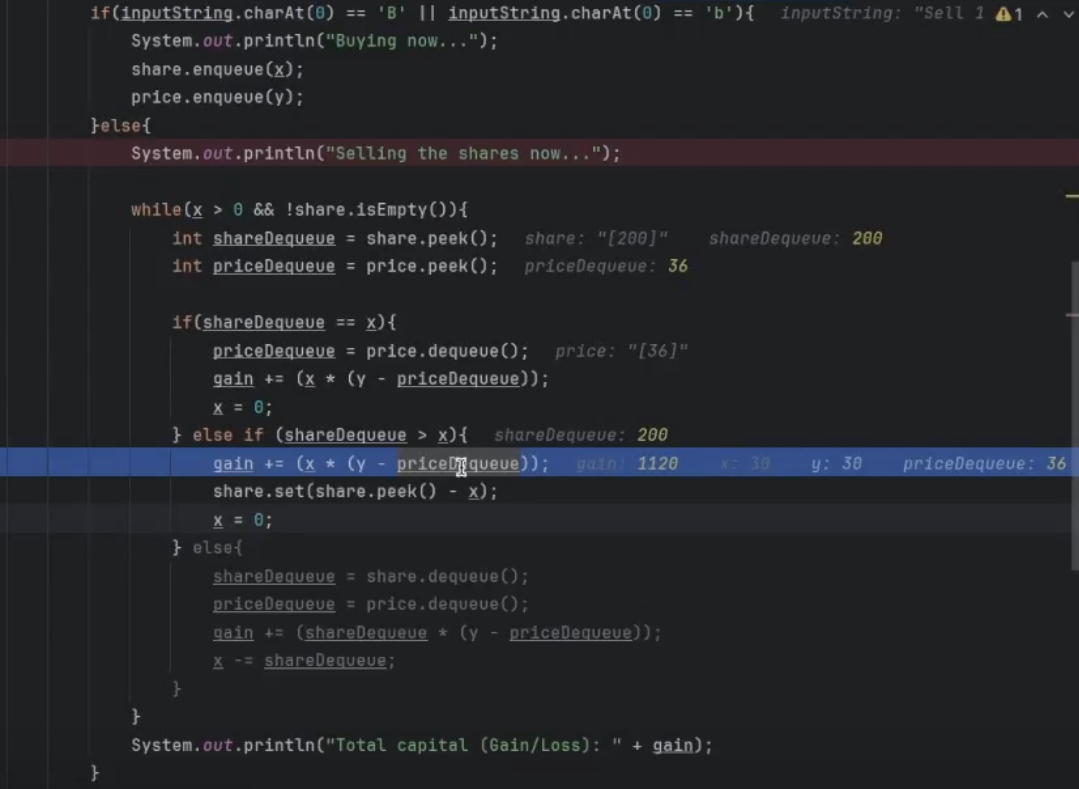 if(inputString.charAt(0) == 'B' || inputString.charAt(0) == 'b'){ inputString: "Sell 1 1
System.out.println("Buying now...");
share.enqueue(x);
price.enqueue(y);
}else{
System.out.println("Selling the shares now...");
while(x > 0 && !share.isEmpty()){
int shareDequeue = share.peek(); share: "[200]" shareDequeue: 200
int priceDequeue = price.peek(); priceDequeue: 36
if(shareDequeue == x){
priceDequeue = price.dequeue(); price: "[36]"
gain += (x * (y - priceDequeue));
x = 0;
} else if (shareDequeue > x){ shareDequeue: 200
gain += (x * (y - priceDequeue)); gain: 1120 x: 30 y: 30 priceDequeue: 36
share.set(share.peek() - x);
x = 0;
} else{
shareDequeue = share.dequeue();
priceDequeue = price.dequeue();
gain += (shareDequeue * (y - priceDequeue));
x -= shareDequeue;
}
}
System.out.println("Total capital (Gain/Loss): " + gain);
}